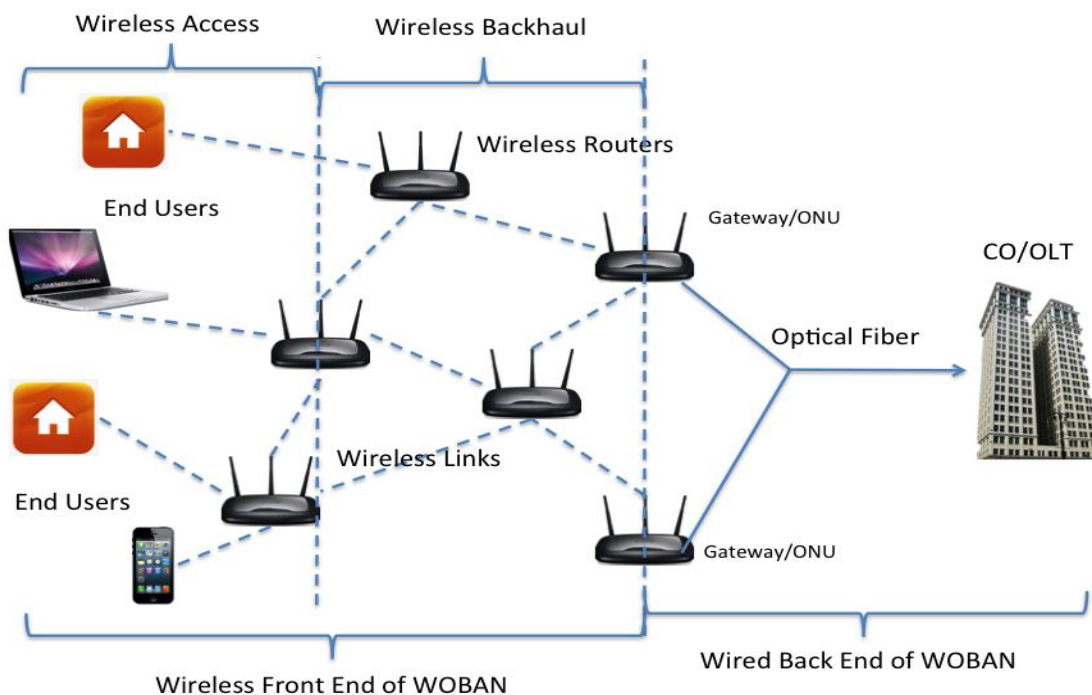 Wireless Access
Wireless Backhaul
Wireless Routers
End Users
Gateway/ONU
CO/OLT
Optical Fiber
Wireless Links
End Users
Gateway/ONU
Wired Back End of WOBAN
Wireless Front End of WOBAN